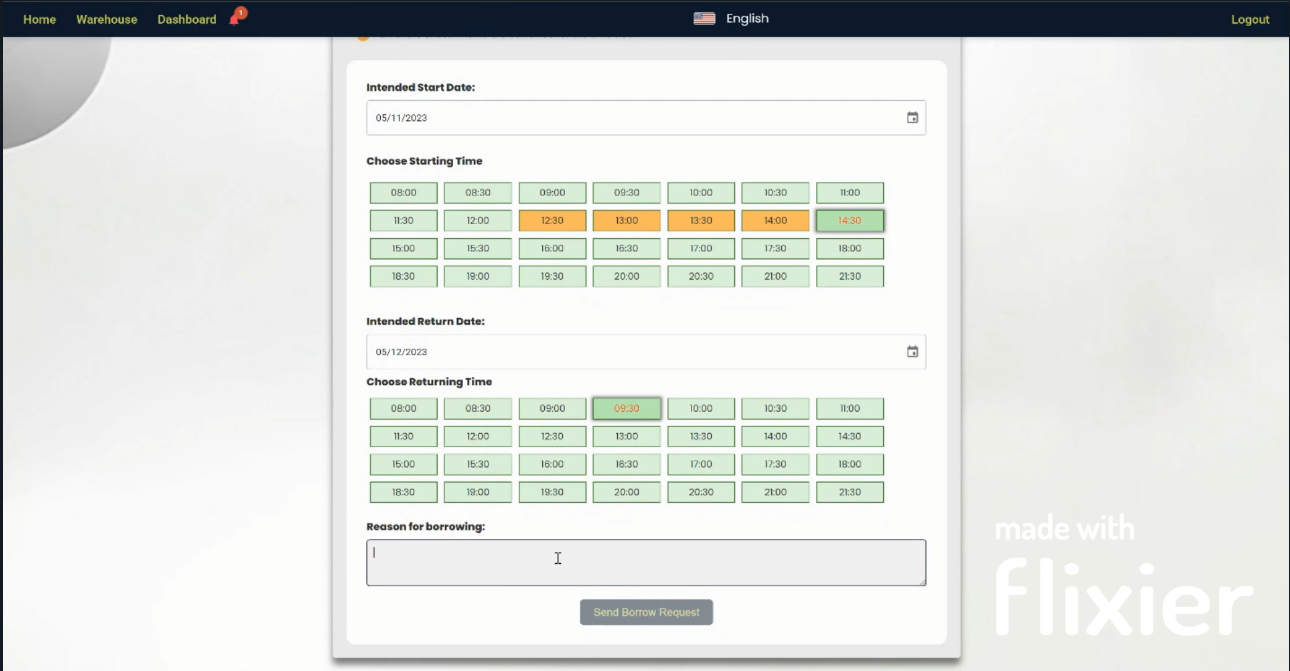 Home Warehouse Dashboard 1 English Logout
Intended Start Date:
05/11/2023
Choose Starting Time
08:00 08:30 09:00 09:30 10:00 10:30 11:00
11:30 12:00 12:30 13:00 13:30 14:00 14:30
15:00 15:30 16:00 16:30 17:00 17:30 18:00
18:30 19:00 19:30 20:00 20:30 21:00 21:30
Intended Return Date:
05/12/2023
Choose Returning Time
08:00 08:30 09:00 09:30 10:00 10:30 11:00
11:30 12:00 12:30 13:00 13:30 14:00 14:30
15:00 15:30 16:00 16:30 17:00 17:30 18:00
18:30 19:00 19:30 20:00 20:30 21:00 21:30
Reason for borrowing:
Send Borrow Request
made with
flixier